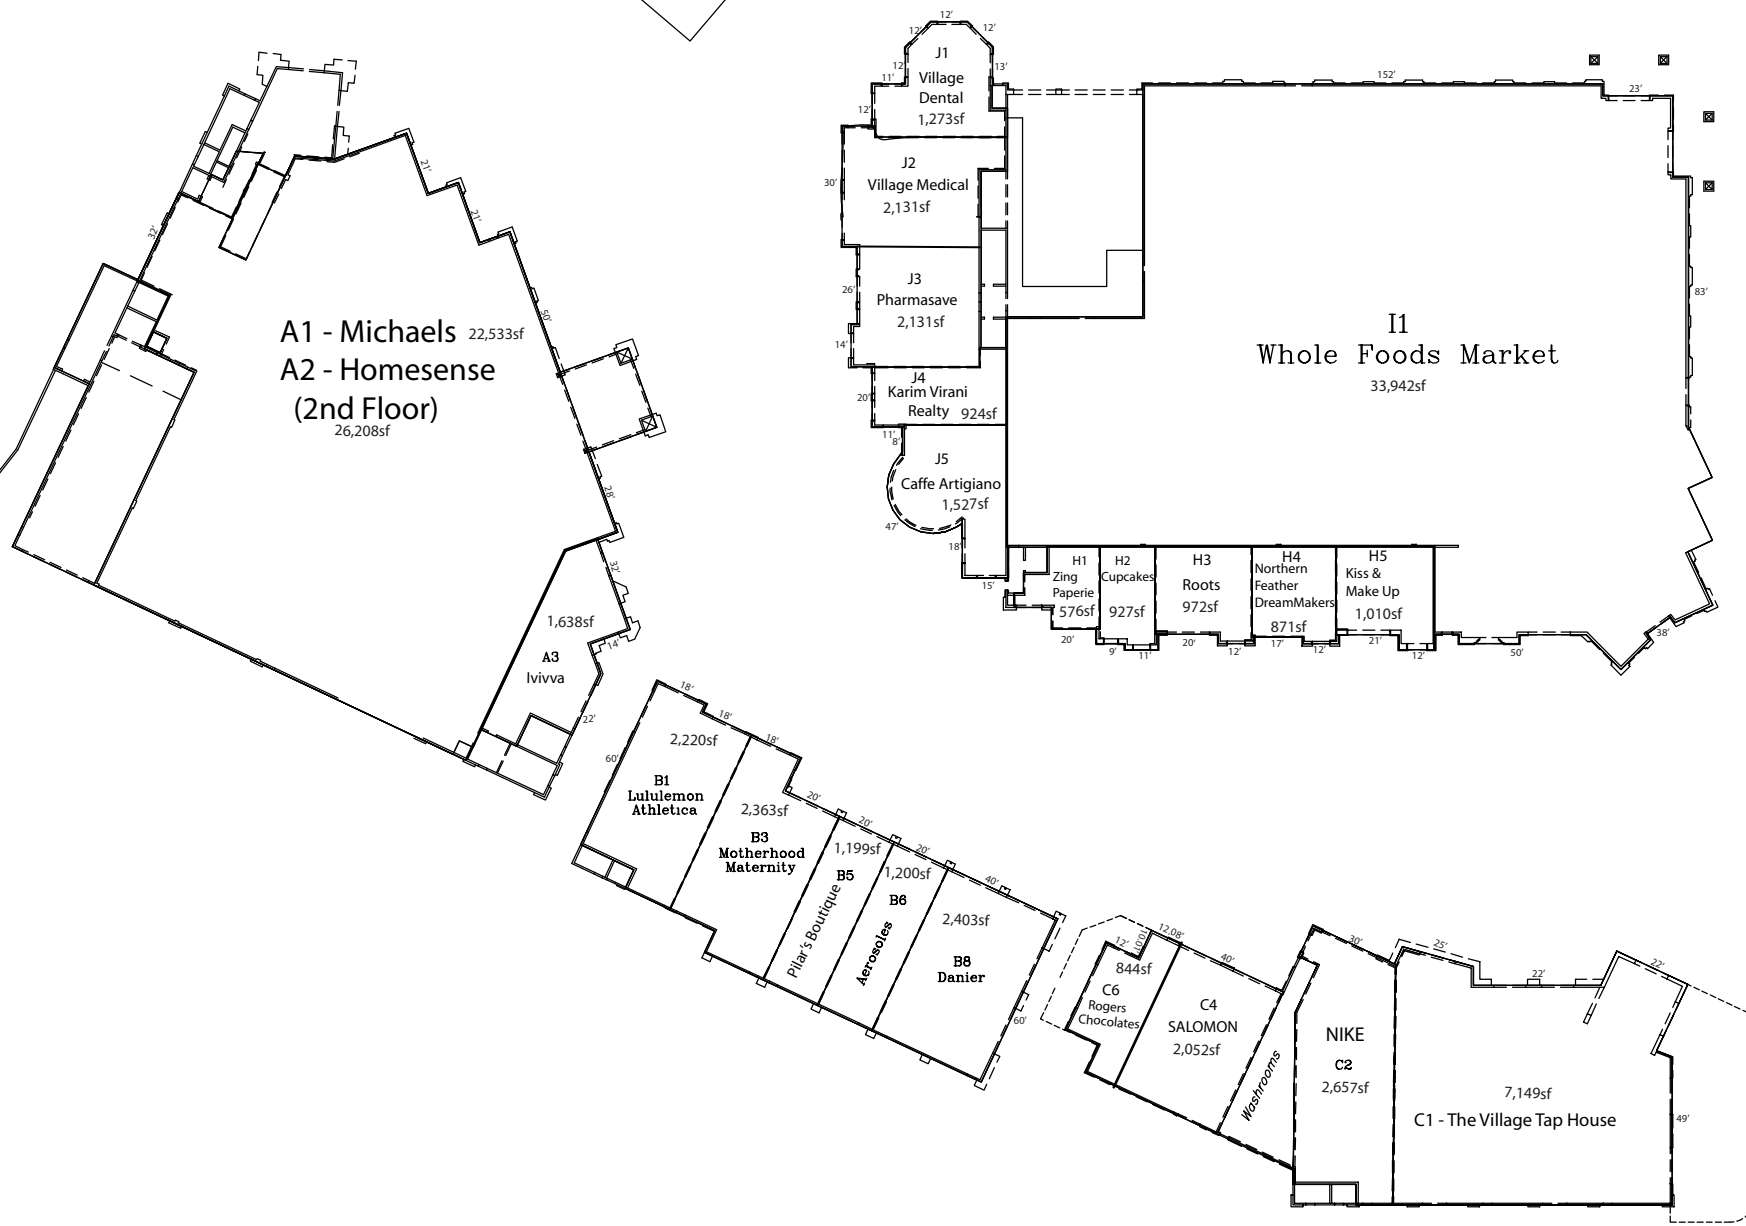 A1 - Michaels 22,533sf
A2 - Homesense
(2nd Floor)
26,208sf
32'
21'
21'
50'
28'
32'
14'
22'
1,638sf
A3
Ivivva
12'
12'
12'
12'
13'
11'
12'
J1
Village
Dental
1,273sf
30'
J2
Village Medical
2,131sf
26'
14'
J3
Pharmasave
2,131sf
20'
11'
8'
J4
Karim Virani
Realty 924sf
J5
Caffe Artigiano
1,527sf
47'
18'
15'
152'
23'
83'
38'
50'
I1
Whole Foods Market
33,942sf
H1
Zing
Paperie
576sf
20'
H2
Cupcakes
927sf
9'
11'
H3
Roots
972sf
20'
12'
H4
Northern
Feather
DreamMakers
871sf
17'
12'
H5
Kiss &
Make Up
1,010sf
21'
12'
18'
18'
18'
60'
2,220sf
B1
Lululemon
Athletica
2,363sf
B3
Motherhood
Maternity
20'
20'
20'
40'
1,199sf
B5
Pilar's Boutique
1,200sf
B6
Aerosoles
2,403sf
B8
Danier
60'
12'
10.01'
12.08'
40'
844sf
C6
Rogers
Chocolates
C4
SALOMON
2,052sf
Washrooms
30'
NIKE
C2
2,657sf
25'
22'
22'
49'
7,149sf
C1 - The Village Tap House